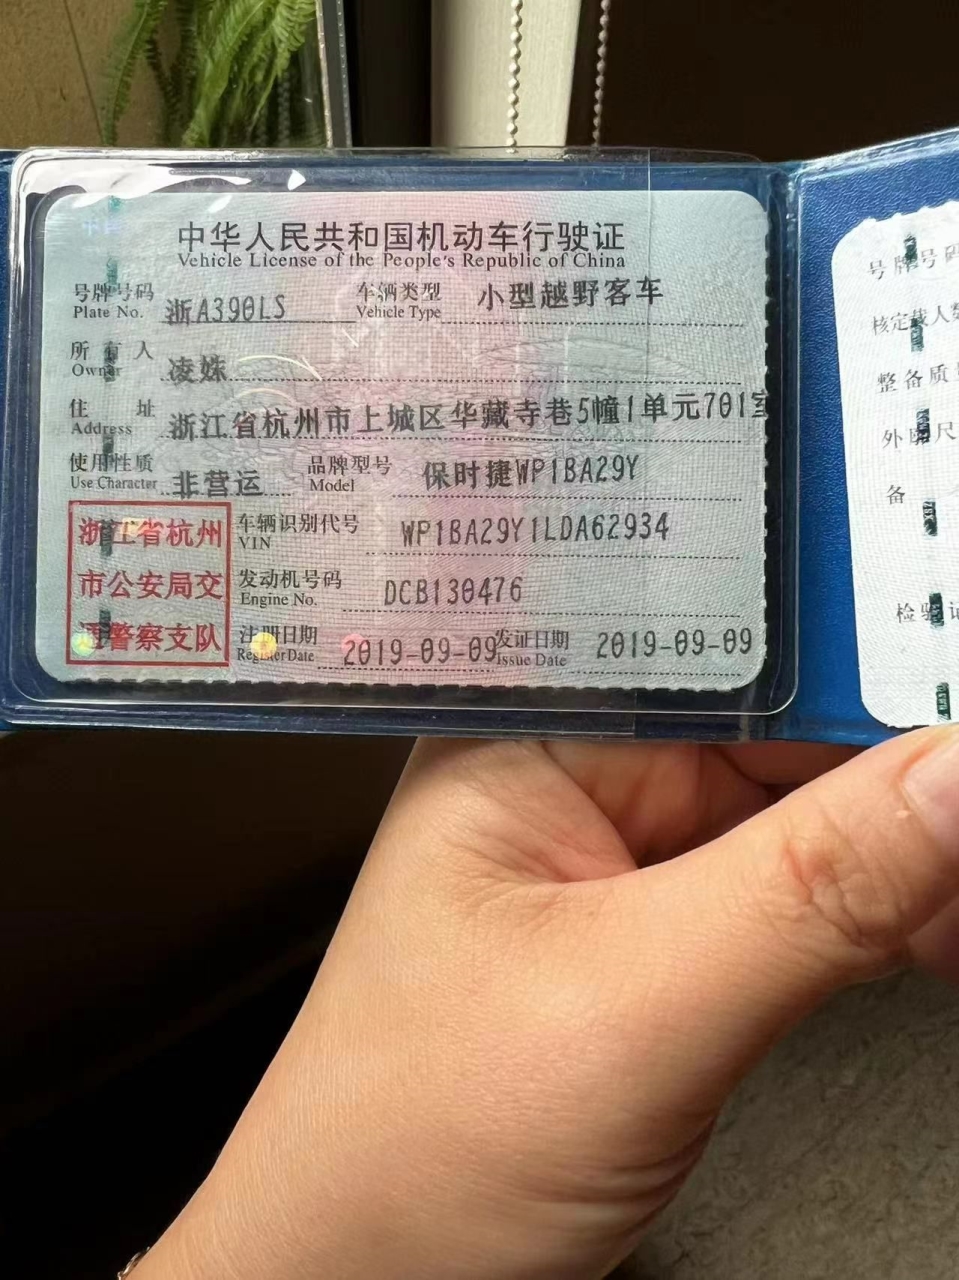 中华人民共和国机动车行驶证
Vehicle License of the People's Republic of China
号牌号码 浙A390LS 车辆类型 小型越野客车
Plate No. Vehicle Type
所有人 凌姝
Owner
住址 浙江省杭州市上城区华藏寺巷5幢1单元701室
Address
使用性质 非营运 品牌型号 保时捷WP1BA29Y
Use Character Model
浙江省杭州
市公安局交
通警察支队
车辆识别代号 WP1BA29Y1LDA62934
VIN
发动机号码 DCB130476
Engine No.
注册日期 2019-09-09 发证日期 2019-09-09
Register Date Issue Date
号牌号码
核定载人数
整备质量
外廓尺
备
检验记